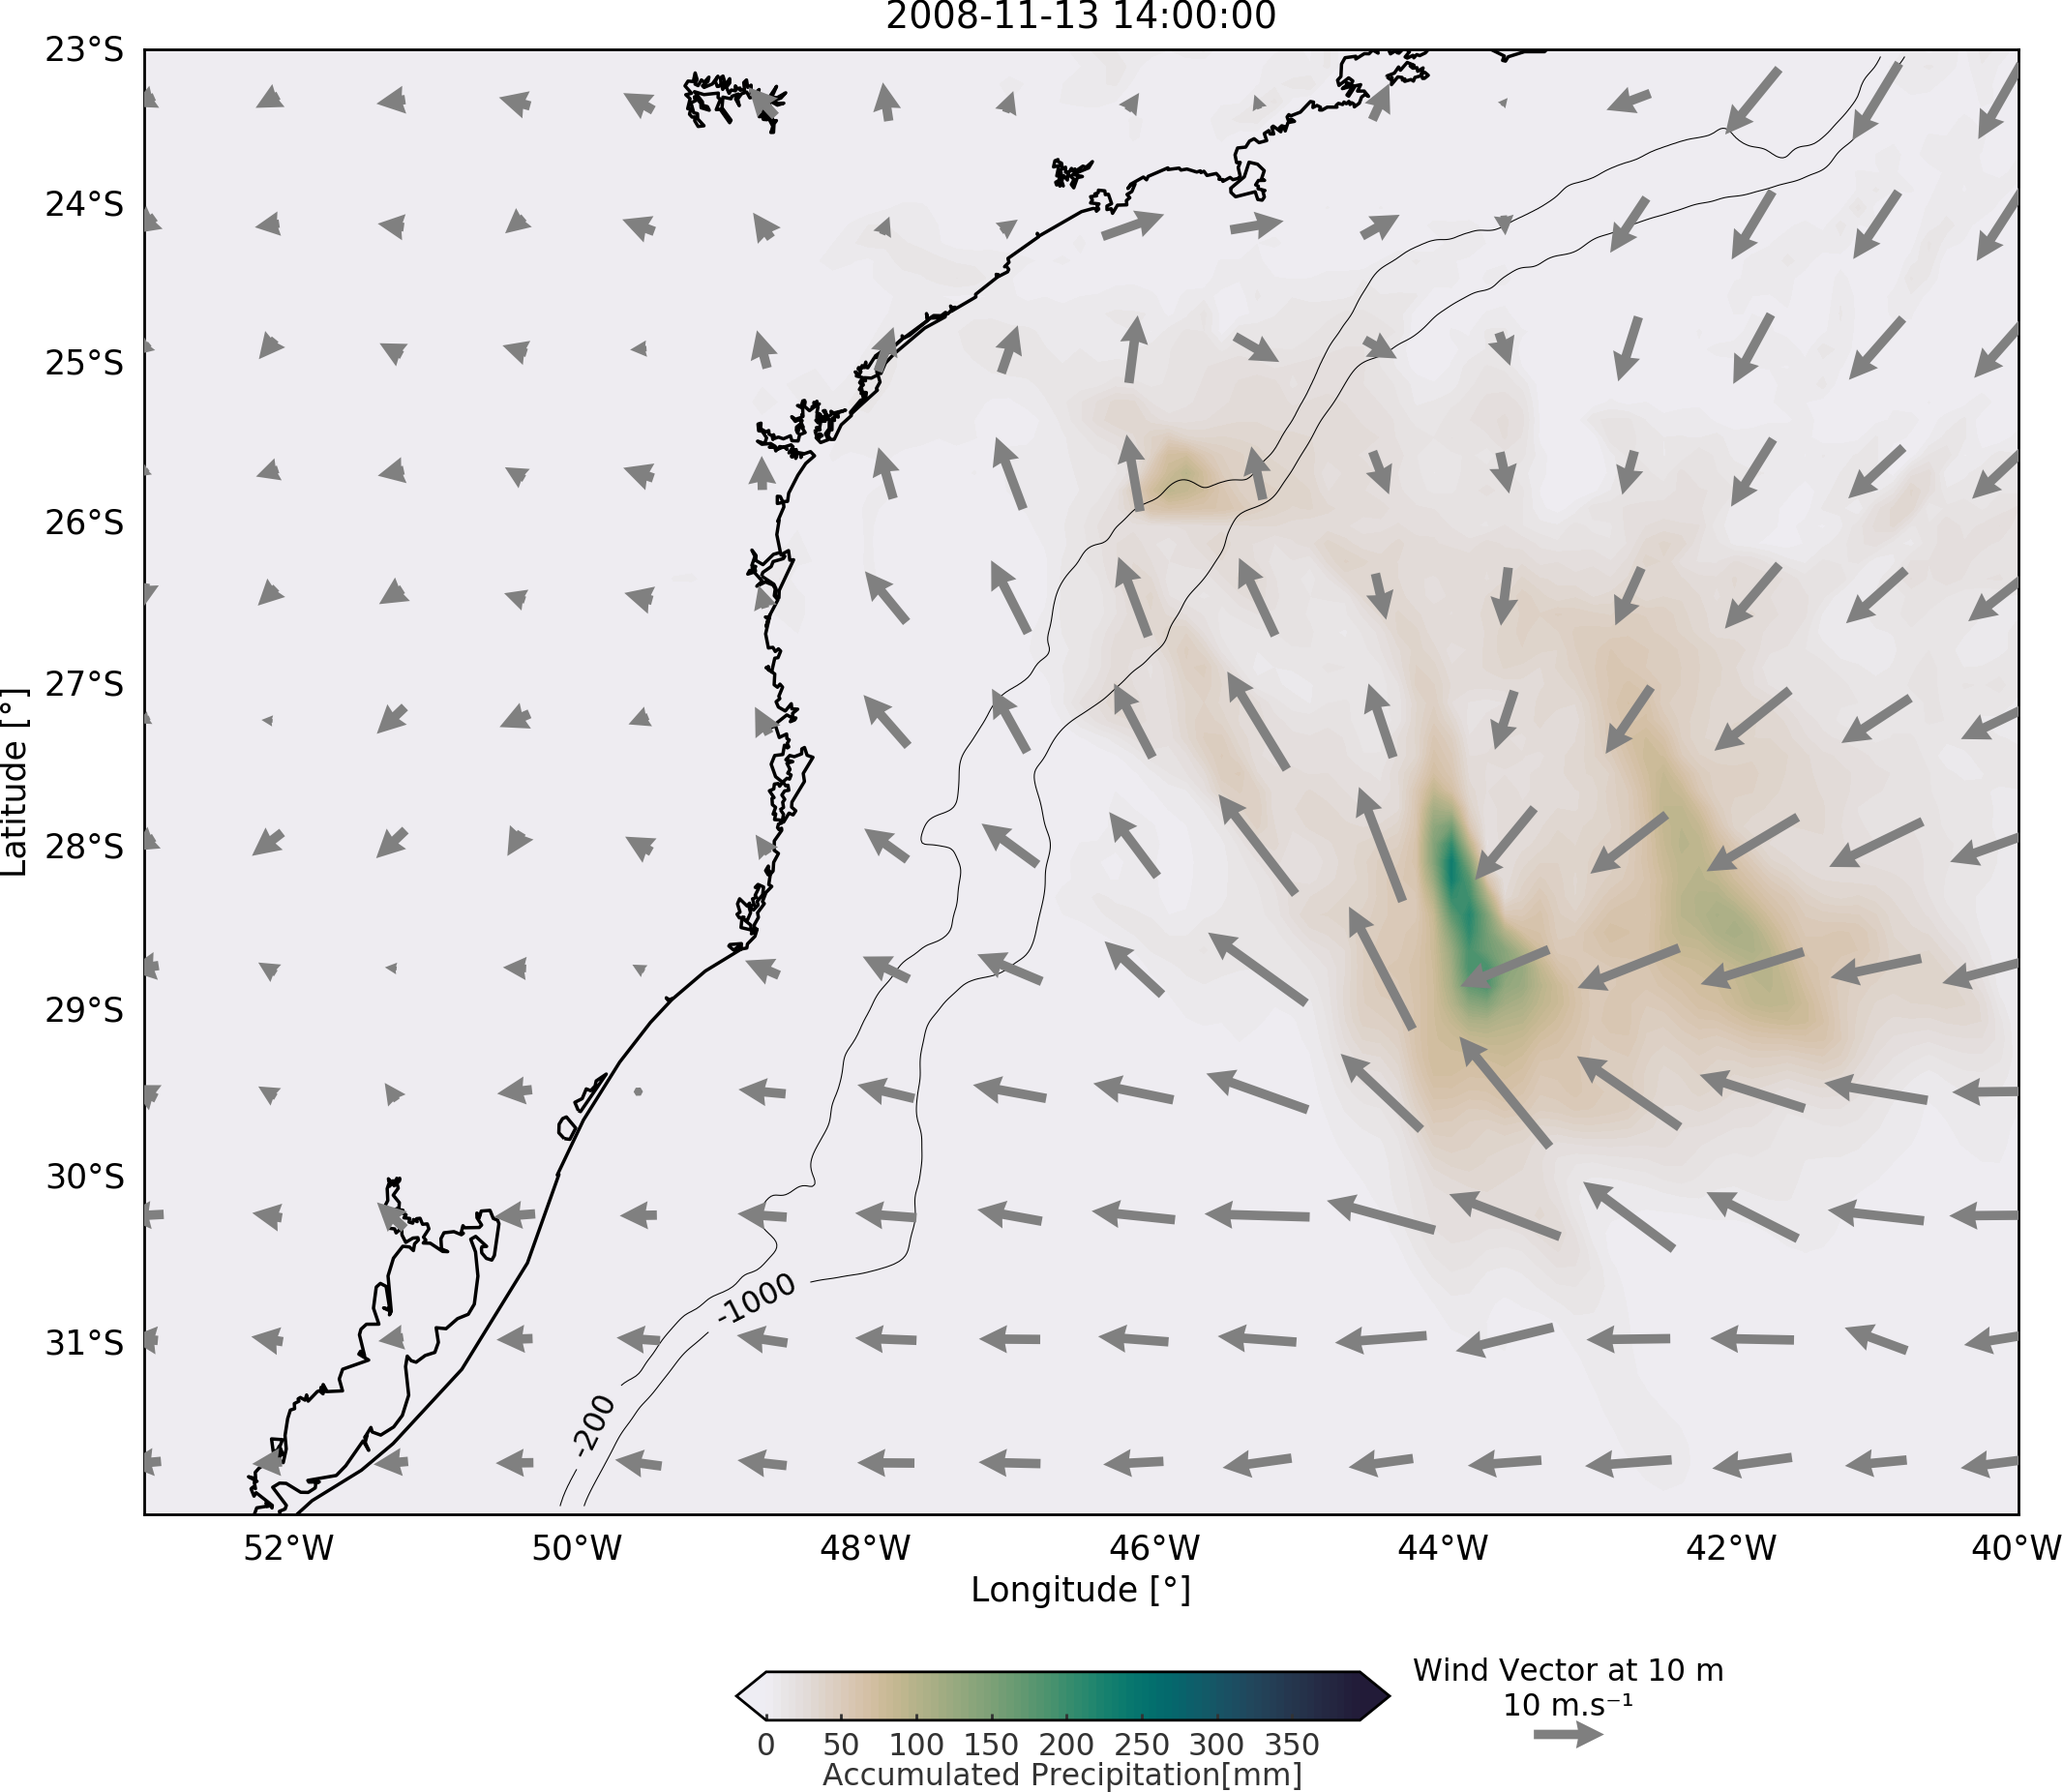 2008-11-13 14:00:00
23°S
24°S
25°S
26°S
27°S
28°S
29°S
30°S
31°S
Latitude [°]
-1000
-200
52°W 50°W 48°W 46°W 44°W 42°W 40°W
Longitude [°]
0 50 100 150 200 250 300 350
Accumulated Precipitation[mm]
Wind Vector at 10 m
10 m.s⁻¹